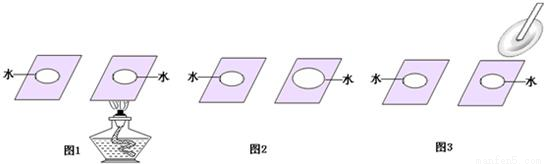 水 水 水 水 水 水
图1 图2 图3